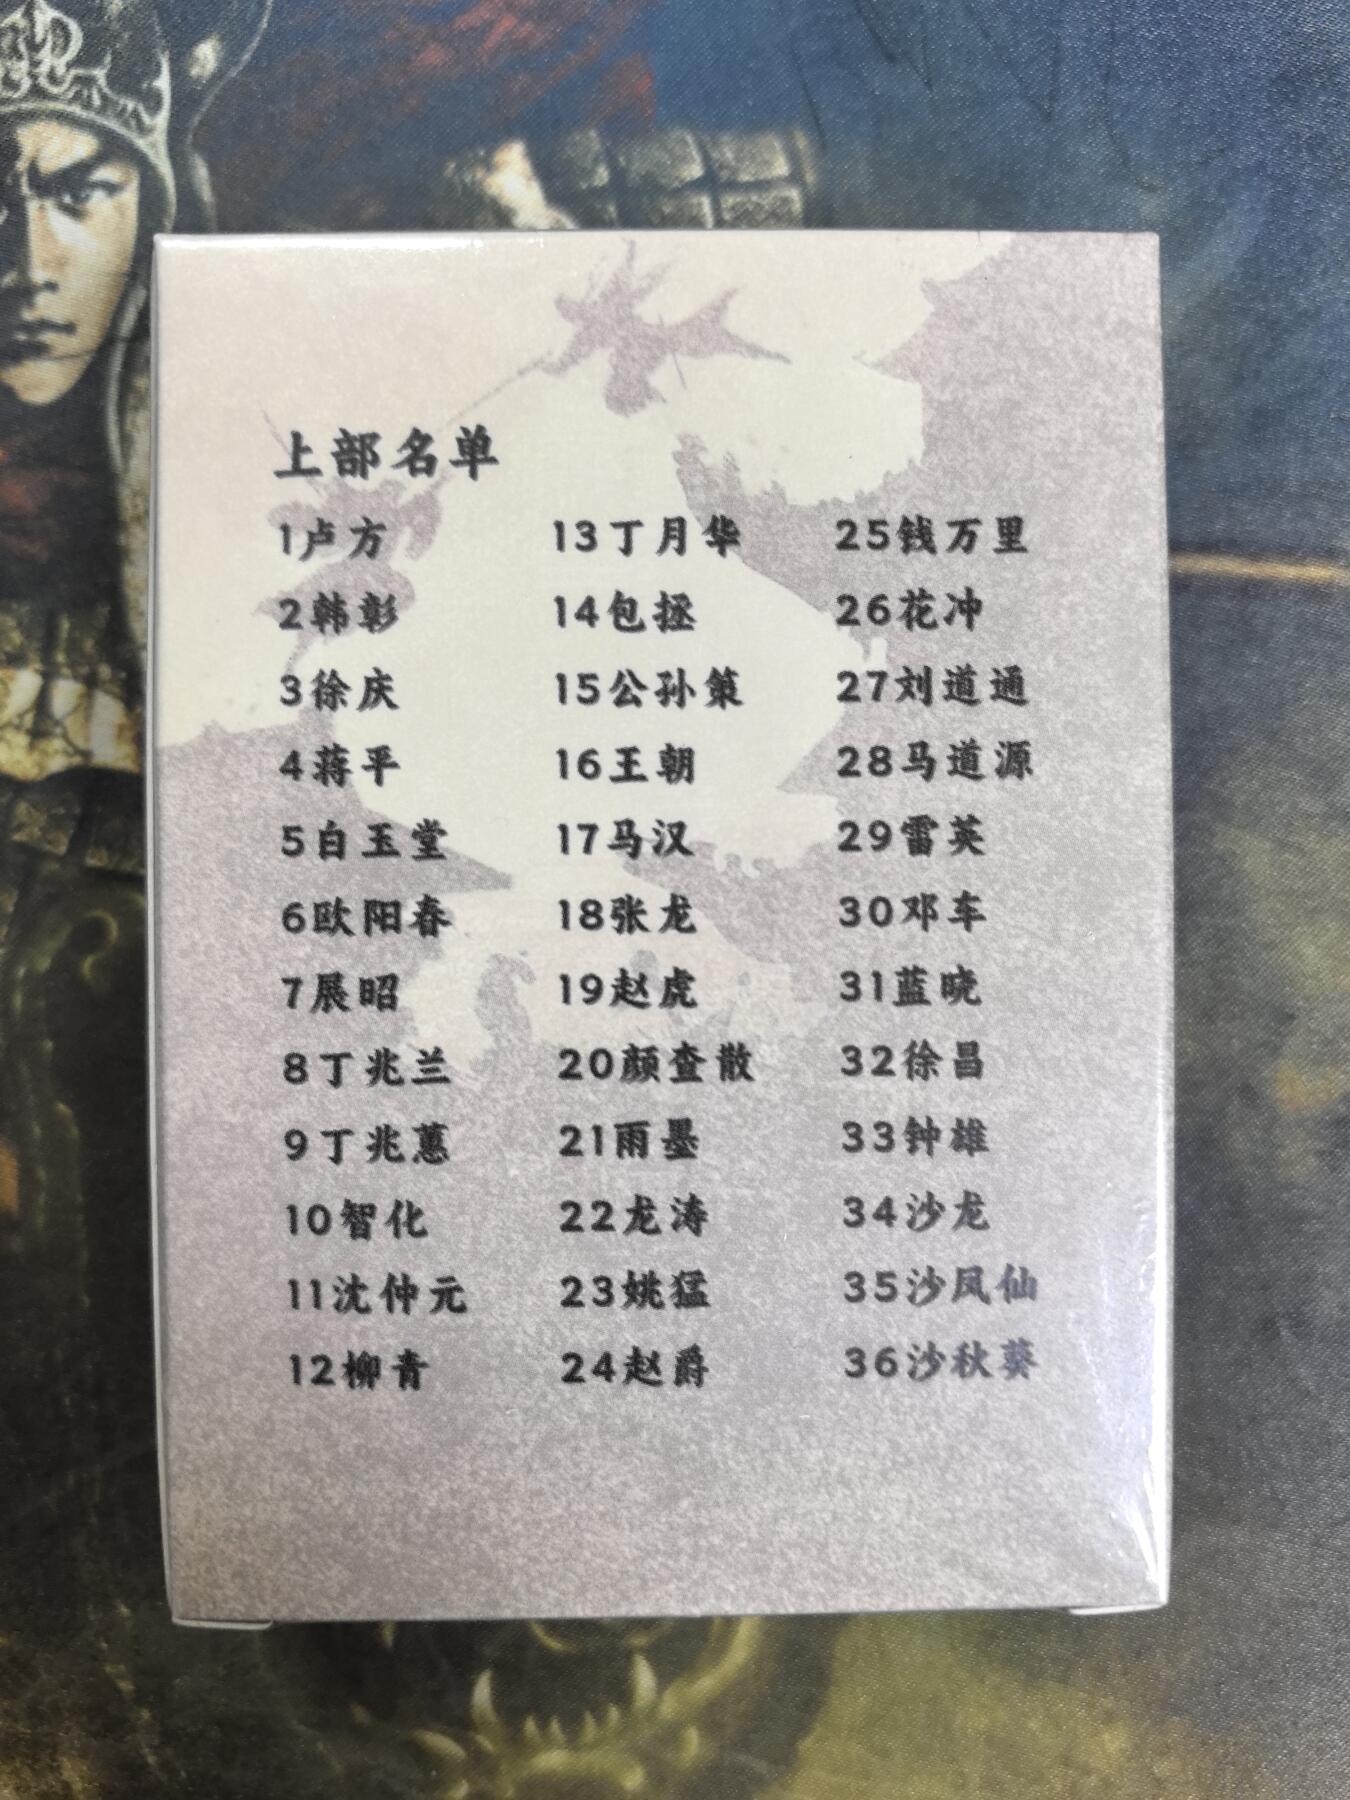 上部名单
1卢方
2韩彰
3徐庆
4蒋平
5白玉堂
6欧阳春
7展昭
8丁兆兰
9丁兆蕙
10智化
11沈仲元
12柳青
13丁月华
14包拯
15公孙策
16王朝
17马汉
18张龙
19赵虎
20颜查散
21雨墨
22龙涛
23姚猛
24赵爵
25钱万里
26花冲
27刘道通
28马道源
29雷英
30邓车
31蓝晓
32徐昌
33钟雄
34沙龙
35沙凤仙
36沙秋葵